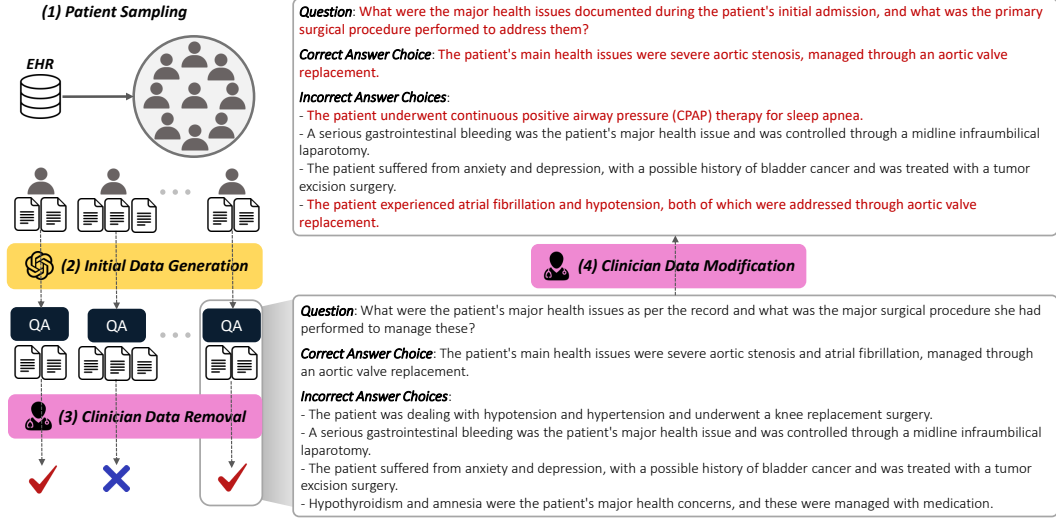 (1) Patient Sampling
EHR
(2) Initial Data Generation
QA
QA
QA
(3) Clinician Data Removal
Question: What were the major health issues documented during the patient's initial admission, and what was the primary
surgical procedure performed to address them?
Correct Answer Choice: The patient's main health issues were severe aortic stenosis, managed through an aortic valve
replacement.
Incorrect Answer Choices:
- The patient underwent continuous positive airway pressure (CPAP) therapy for sleep apnea.
- A serious gastrointestinal bleeding was the patient's major health issue and was controlled through a midline infraumbilical
laparotomy.
- The patient suffered from anxiety and depression, with a possible history of bladder cancer and was treated with a tumor
excision surgery.
- The patient experienced atrial fibrillation and hypotension, both of which were addressed through aortic valve
replacement.
(4) Clinician Data Modification
Question: What were the patient's major health issues as per the record and what was the major surgical procedure she had
performed to manage these?
Correct Answer Choice: The patient's main health issues were severe aortic stenosis and atrial fibrillation, managed through
an aortic valve replacement.
Incorrect Answer Choices:
- The patient was dealing with hypotension and hypertension and underwent a knee replacement surgery.
- A serious gastrointestinal bleeding was the patient's major health issue and was controlled through a midline infraumbilical
laparotomy.
- The patient suffered from anxiety and depression, with a possible history of bladder cancer and was treated with a tumor
excision surgery.
- Hypothyroidism and amnesia were the patient's major health concerns, and these were managed with medication.